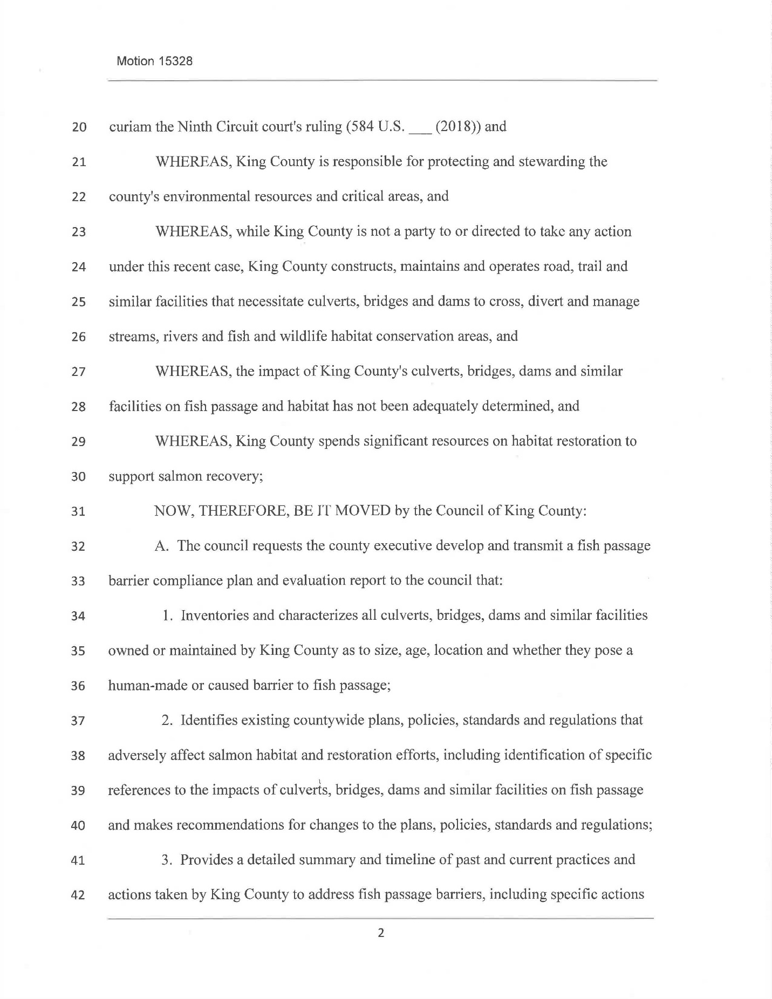 Motion 15328
20 curiam the Ninth Circuit court's ruling (584 U.S. ___ (2018)) and
21 WHEREAS, King County is responsible for protecting and stewarding the
22 county's environmental resources and critical areas, and
23 WHEREAS, while King County is not a party to or directed to take any action
24 under this recent case, King County constructs, maintains and operates road, trail and
25 similar facilities that necessitate culverts, bridges and dams to cross, divert and manage
26 streams, rivers and fish and wildlife habitat conservation areas, and
27 WHEREAS, the impact of King County's culverts, bridges, dams and similar
28 facilities on fish passage and habitat has not been adequately determined, and
29 WHEREAS, King County spends significant resources on habitat restoration to
30 support salmon recovery;
31 NOW, THEREFORE, BE IT MOVED by the Council of King County:
32 A. The council requests the county executive develop and transmit a fish passage
33 barrier compliance plan and evaluation report to the council that:
34 1. Inventories and characterizes all culverts, bridges, dams and similar facilities
35 owned or maintained by King County as to size, age, location and whether they pose a
36 human-made or caused barrier to fish passage;
37 2. Identifies existing countywide plans, policies, standards and regulations that
38 adversely affect salmon habitat and restoration efforts, including identification of specific
39 references to the impacts of culverts, bridges, dams and similar facilities on fish passage
40 and makes recommendations for changes to the plans, policies, standards and regulations;
41 3. Provides a detailed summary and timeline of past and current practices and
42 actions taken by King County to address fish passage barriers, including specific actions
2